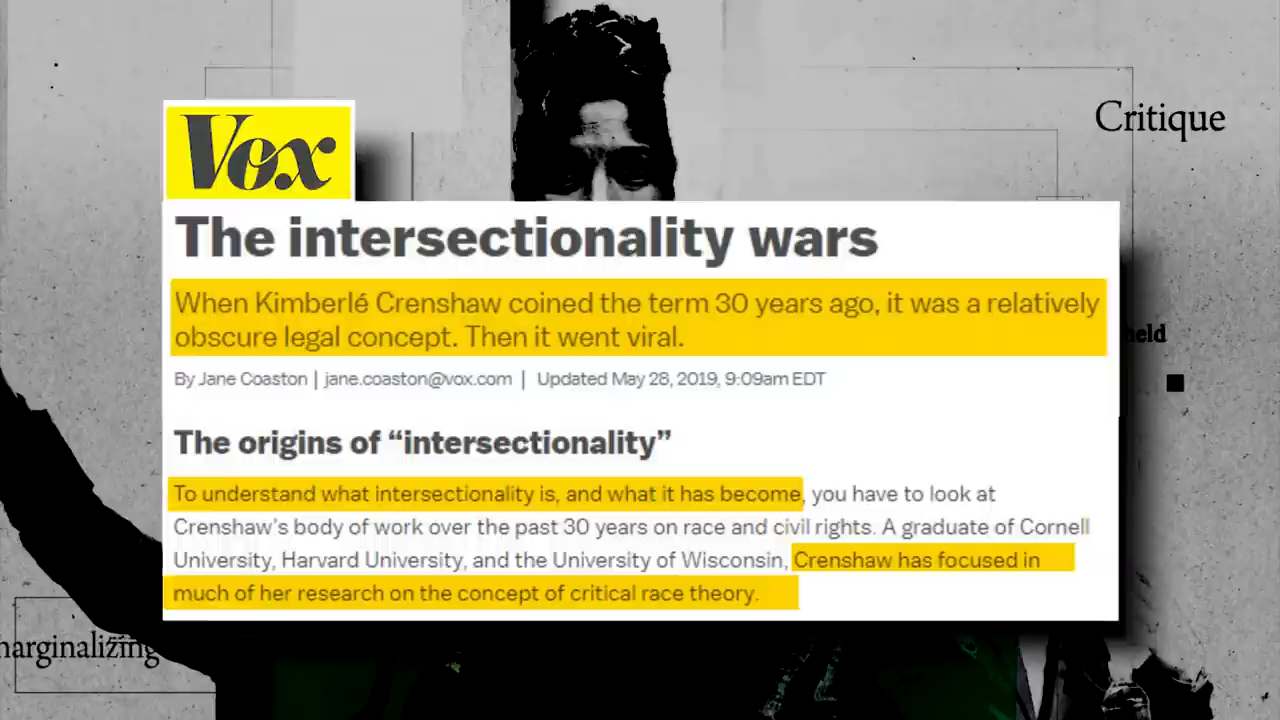 Critique
Vox
The intersectionality wars
When Kimberlé Crenshaw coined the term 30 years ago, it was a relatively
obscure legal concept. Then it went viral.
held
By Jane Coaston | jane.coaston@vox.com | Updated May 28, 2019, 9:09am EDT
The origins of “intersectionality”
To understand what intersectionality is, and what it has become, you have to look at
Crenshaw’s body of work over the past 30 years on race and civil rights. A graduate of Cornell
University, Harvard University, and the University of Wisconsin, Crenshaw has focused in
much of her research on the concept of critical race theory.
marginalizing